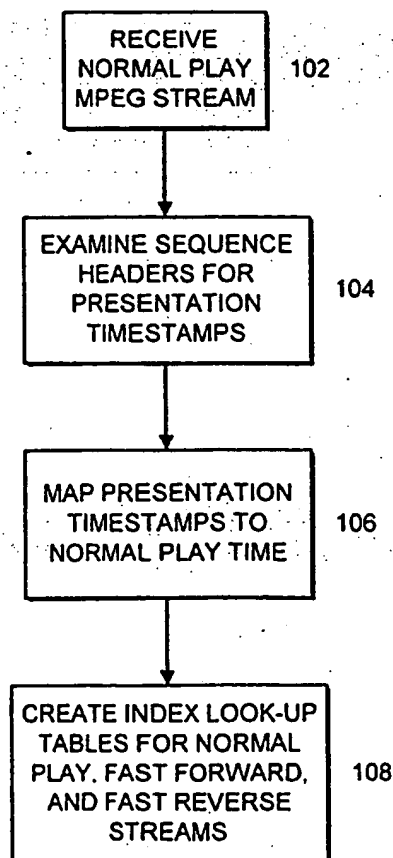 RECEIVE
NORMAL PLAY
MPEG STREAM
102
EXAMINE SEQUENCE
HEADERS FOR
PRESENTATION
TIMESTAMPS
104
MAP PRESENTATION
TIMESTAMPS TO
NORMAL PLAY TIME
106
CREATE INDEX LOOK-UP
TABLES FOR NORMAL
PLAY, FAST FORWARD,
AND FAST REVERSE
STREAMS
108